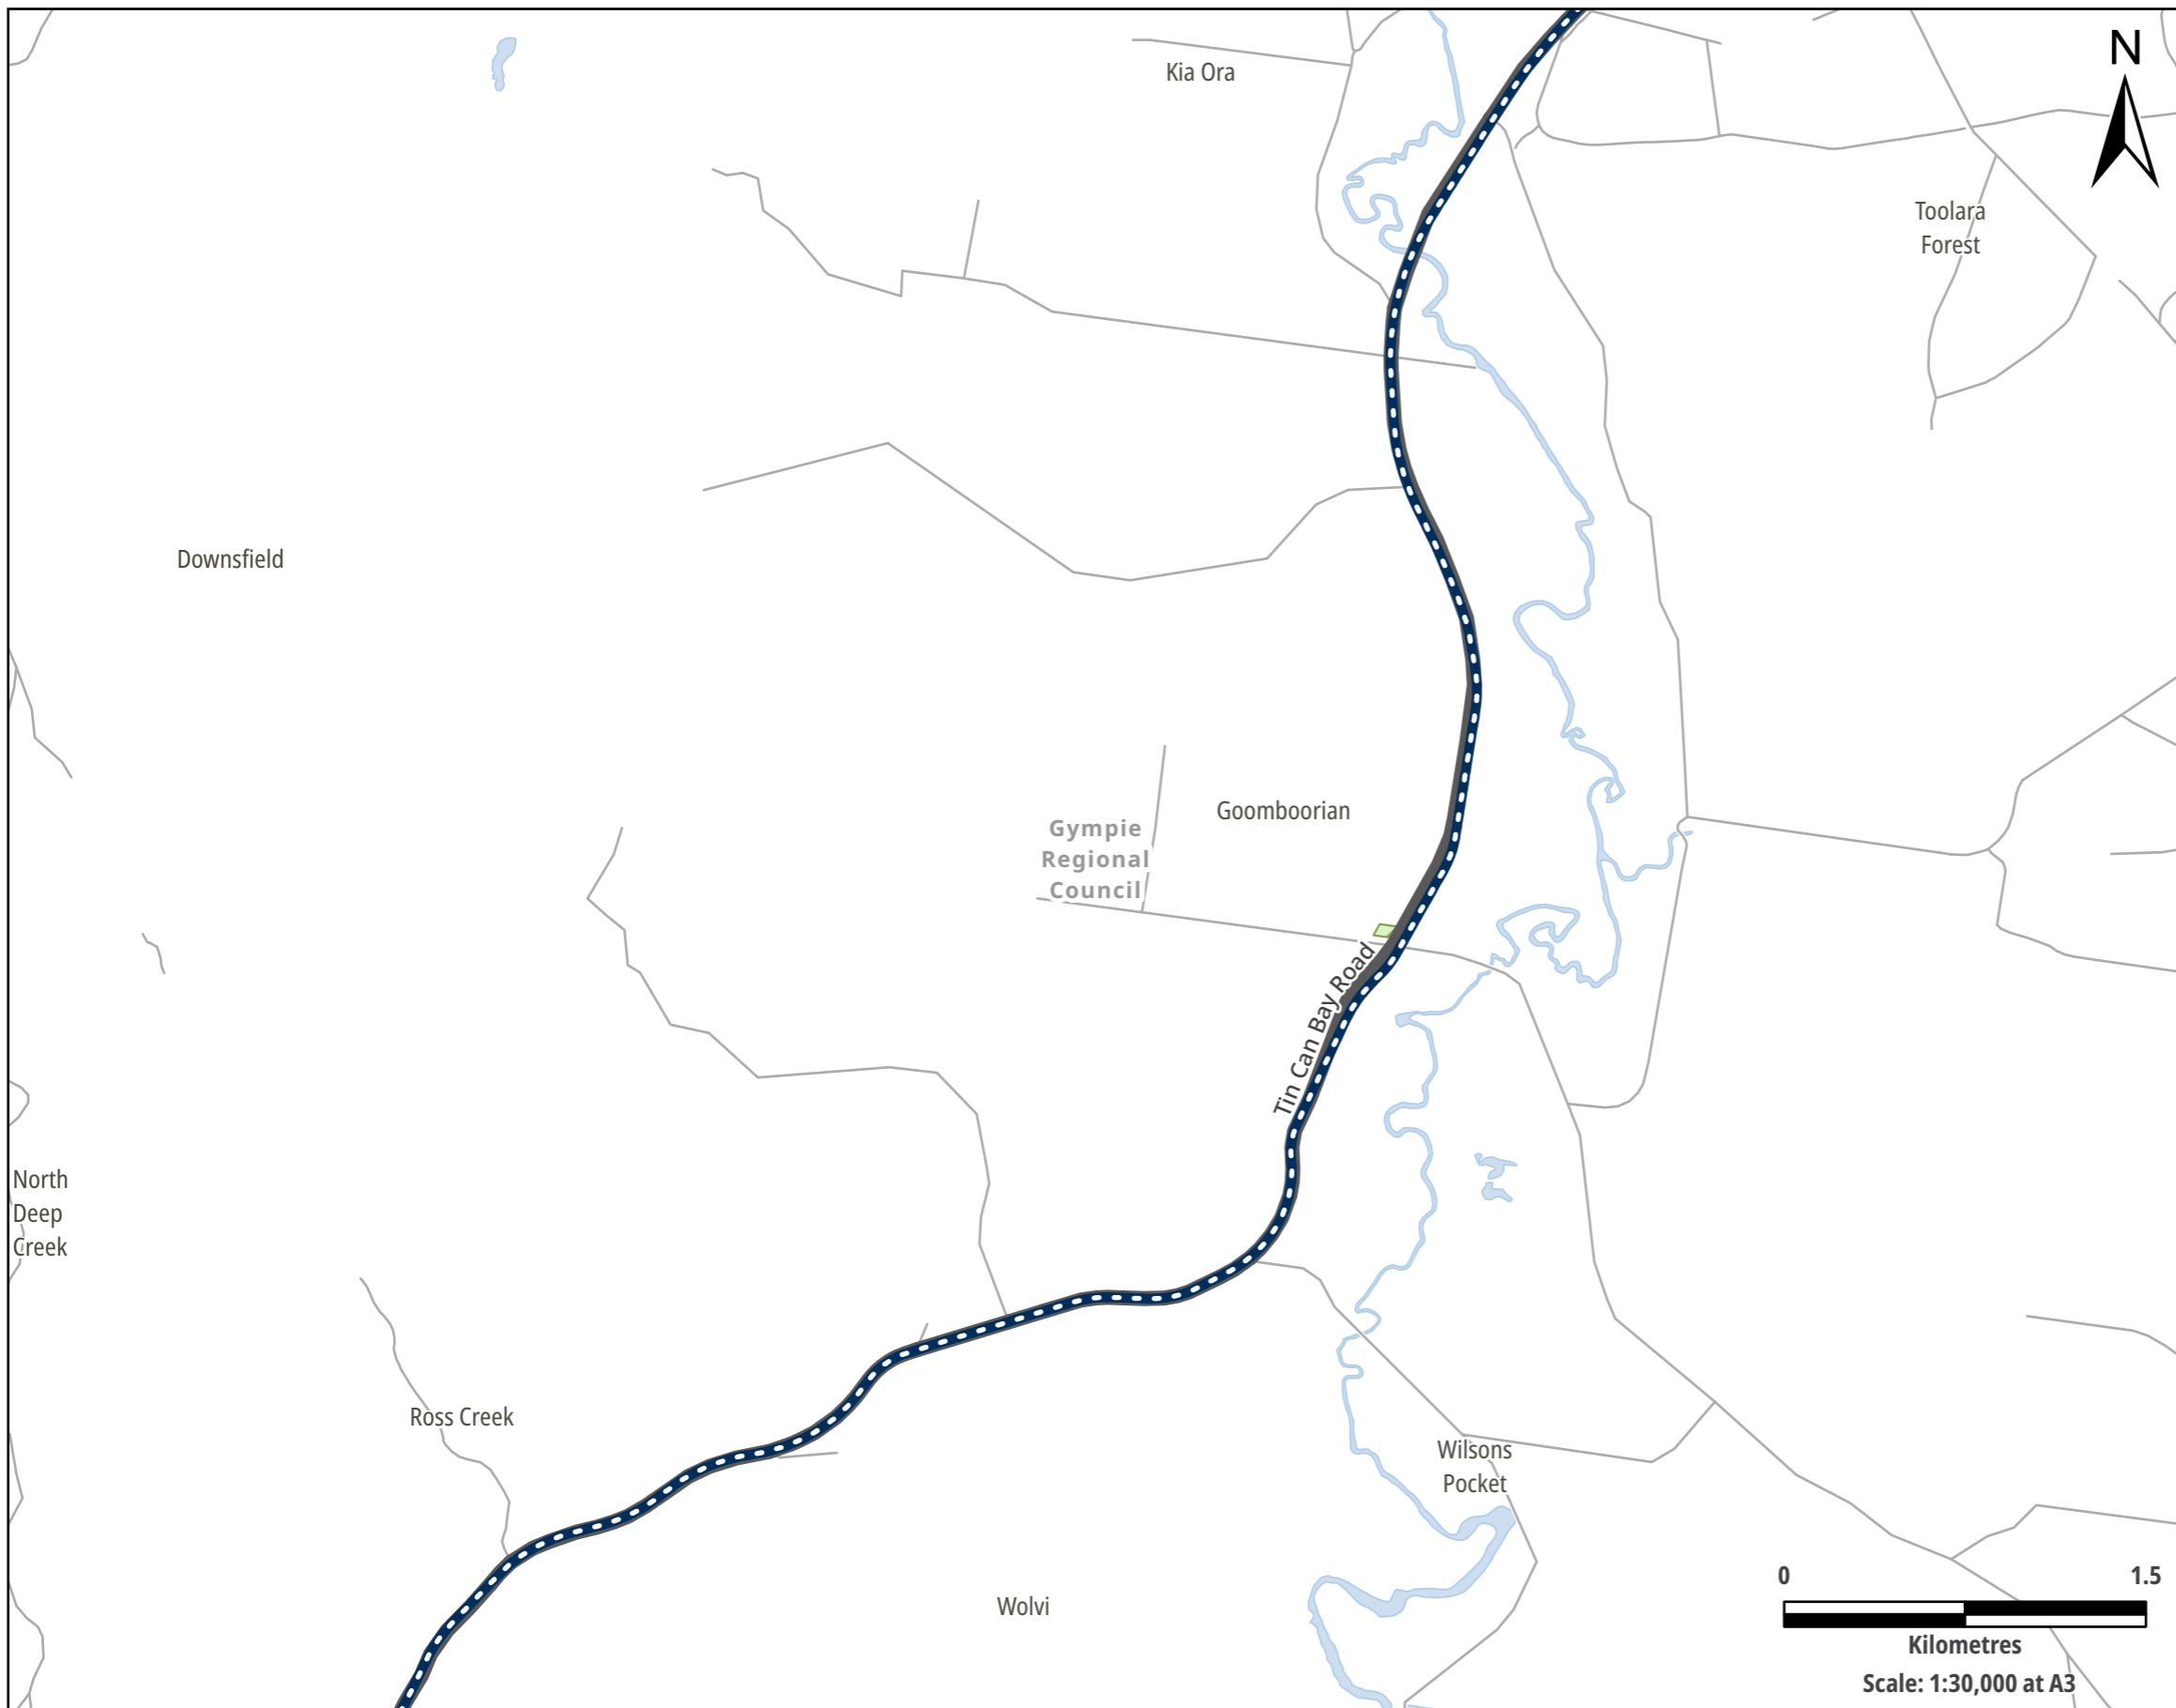 N
Kia Ora
Toolara
Forest
Downsfield
Goomboorian
Gympie
Regional
Council
Tin Can Bay Road
North
Deep
Creek
Ross Creek
Wilsons
Pocket
Wolvi
0 1.5
Kilometres
Scale: 1:30,000 at A3